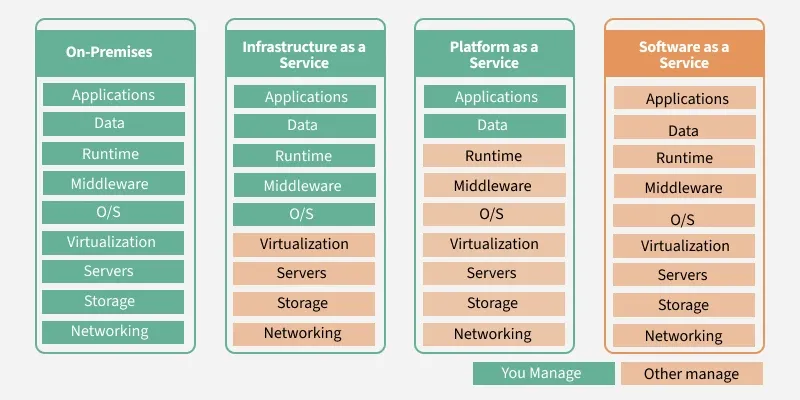 On-Premises
Applications
Data
Runtime
Middleware
O/S
Virtualization
Servers
Storage
Networking
Infrastructure as a
Service
Applications
Data
Runtime
Middleware
O/S
Virtualization
Servers
Storage
Networking
Platform as a
Service
Applications
Data
Runtime
Middleware
O/S
Virtualization
Servers
Storage
Networking
Software as a
Service
Applications
Data
Runtime
Middleware
O/S
Virtualization
Servers
Storage
Networking
You Manage
Other manage